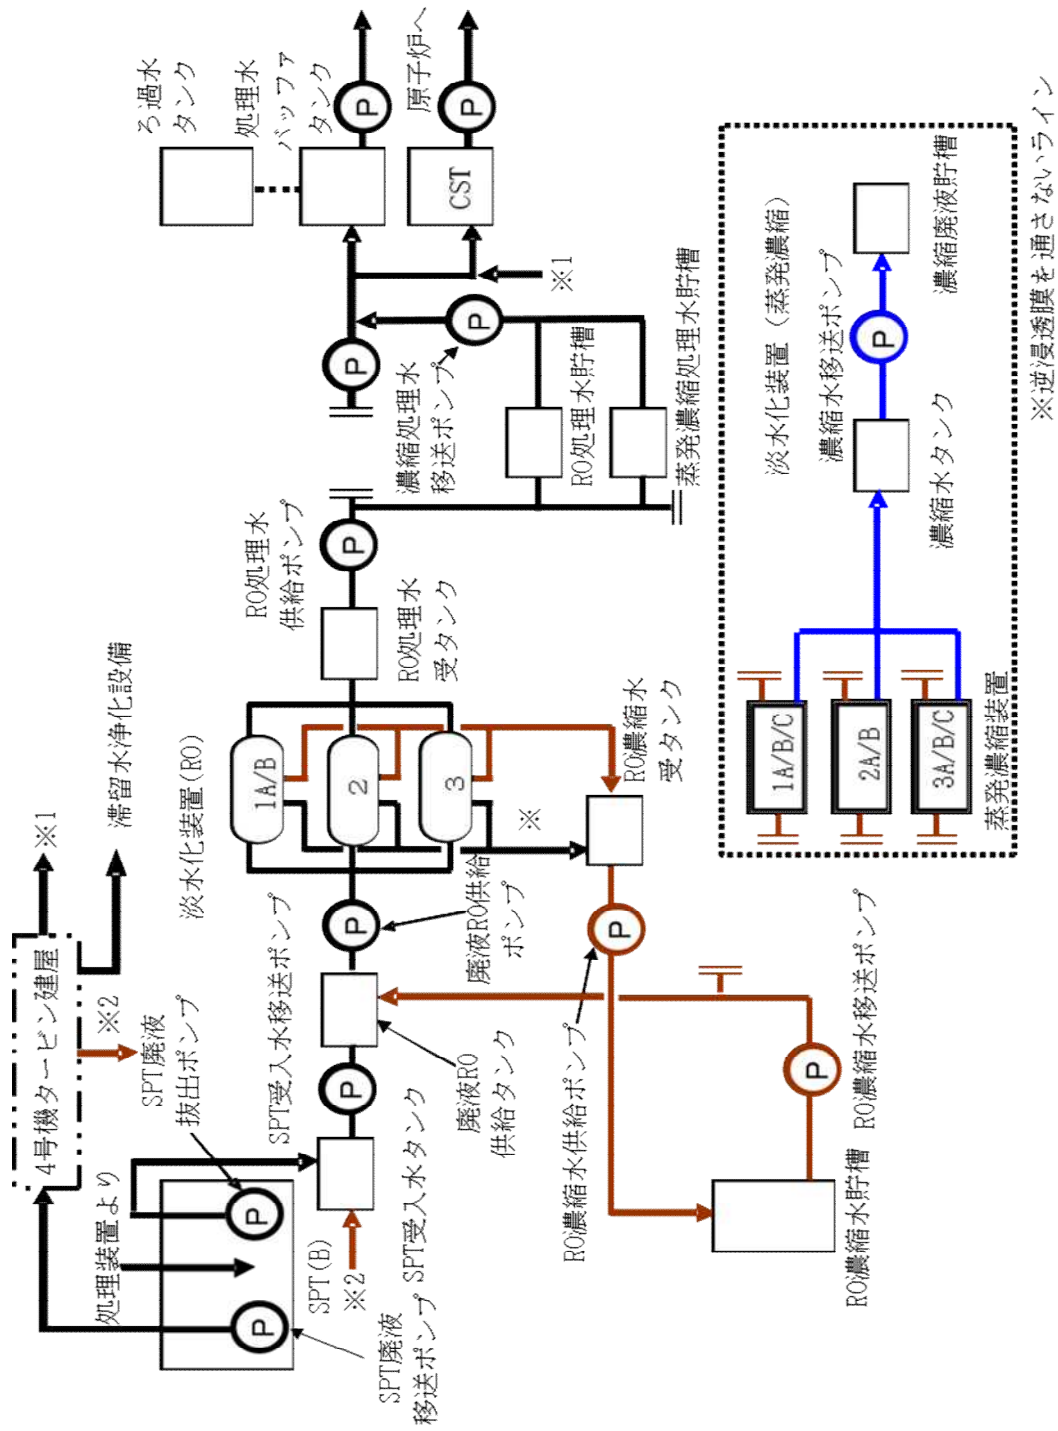 4号機タービン建屋
※1
滞留水浄化設備
※2
処理装置より
SPT廃液
抜出ポンプ
P
P
SPT(B)
※2
SPT廃液
移送ポンプ
SPT受入水タンク
P
SPT受入水移送ポンプ
廃液RO
供給タンク
P
廃液RO供給
ポンプ
淡水化装置(RO)
1A/B
2
3
※
RO処理水
受タンク
P
RO処理水
供給ポンプ
P
濃縮処理水
移送ポンプ
P
RO処理水貯槽
蒸発濃縮処理水貯槽
※1
ろ過水
タンク
処理水
バッファ
タンク
P
CST
P
原子炉へ
RO濃縮水
受タンク
P
RO濃縮水供給ポンプ
RO濃縮水貯槽
P
RO濃縮水移送ポンプ
淡水化装置(蒸発濃縮)
1A/B/C
2A/B
3A/B/C
蒸発濃縮装置
濃縮水タンク
P
濃縮水移送ポンプ
濃縮廃液貯槽
※逆浸透膜を通さないライン